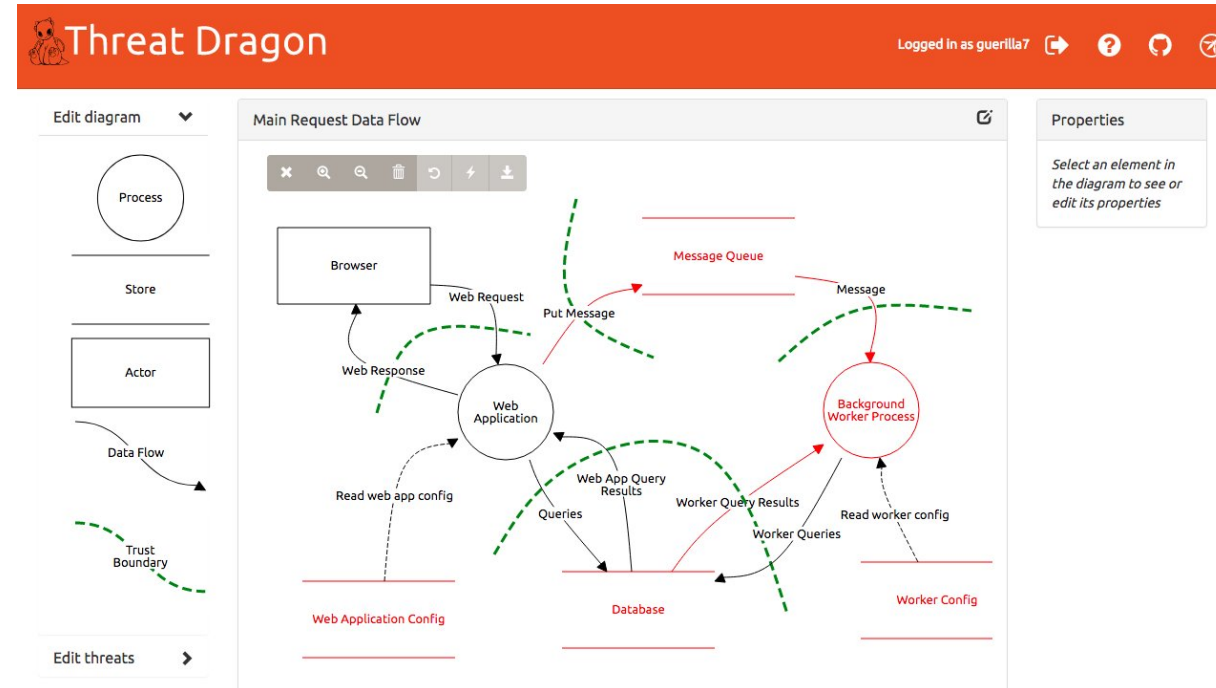 Threat Dragon
Logged in as guerilla7
Edit diagram
Process
Store
Actor
Data Flow
Trust
Boundary
Edit threats
Main Request Data Flow
Browser
Web Request
Message Queue
Put Message
Message
Web Response
Web
Application
Background
Worker Process
Read web app config
Web App Query
Results
Queries
Worker Query Results
Worker Queries
Read worker config
Web Application Config
Database
Worker Config
Properties
Select an element in
the diagram to see or
edit its properties